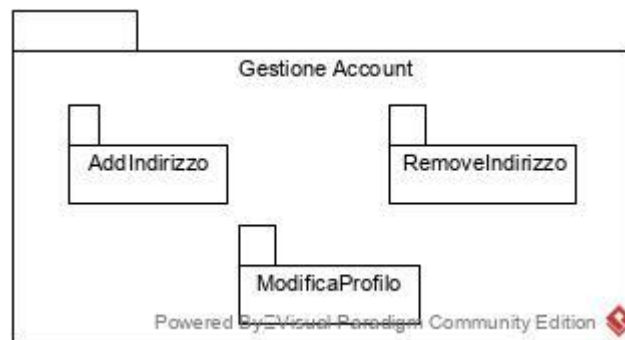 Gestione Account
AddIndirizzo
RemoveIndirizzo
ModificaProfilo
Powered By Visual Paradigm Community Edition